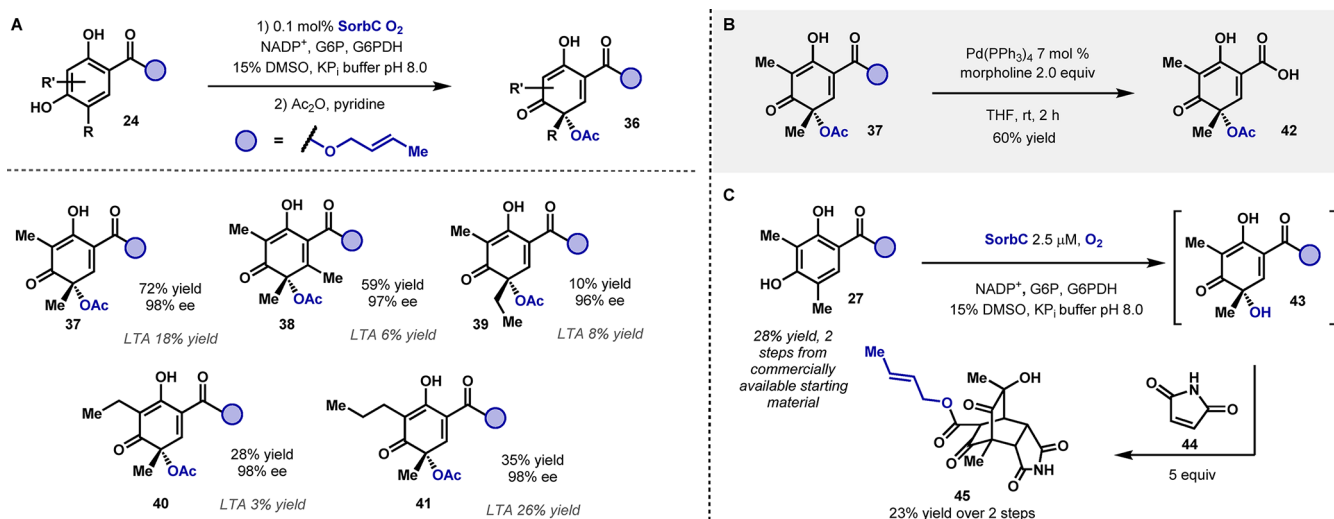 A
1) 0.1 mol% SorbC O₂
NADP⁺, G6P, G6PDH
15% DMSO, KPᵢ buffer pH 8.0
2) Ac₂O, pyridine
OH
O
R'
HO
R
24
=
O
Me
OH
O
R'
O
R
OAc
36
OH
O
Me
O
Me
OAc
37
72% yield
98% ee
LTA 18% yield
OH
O
Me
O
Me
Me
OAc
38
59% yield
97% ee
LTA 6% yield
OH
O
Me
O
OAc
Me
39
10% yield
96% ee
LTA 8% yield
OH
O
Me
O
Me
OAc
40
28% yield
98% ee
LTA 3% yield
OH
O
Me
O
Me
OAc
41
35% yield
98% ee
LTA 26% yield
B
OH
O
Me
O
Me
OAc
37
Pd(PPh₃)₄ 7 mol %
morpholine 2.0 equiv
THF, rt, 2 h
60% yield
OH
O
Me
OH
O
Me
OAc
42
C
OH
O
Me
HO
Me
27
28% yield, 2
steps from
commercially
available starting
material
SorbC 2.5 μM, O₂
NADP⁺, G6P, G6PDH
15% DMSO, KPᵢ buffer pH 8.0
OH
O
Me
O
Me
OH
43
H
N
O
O
44
5 equiv
Me
O
O
Me
OH
O
O
Me
O
NH
O
45
23% yield over 2 steps